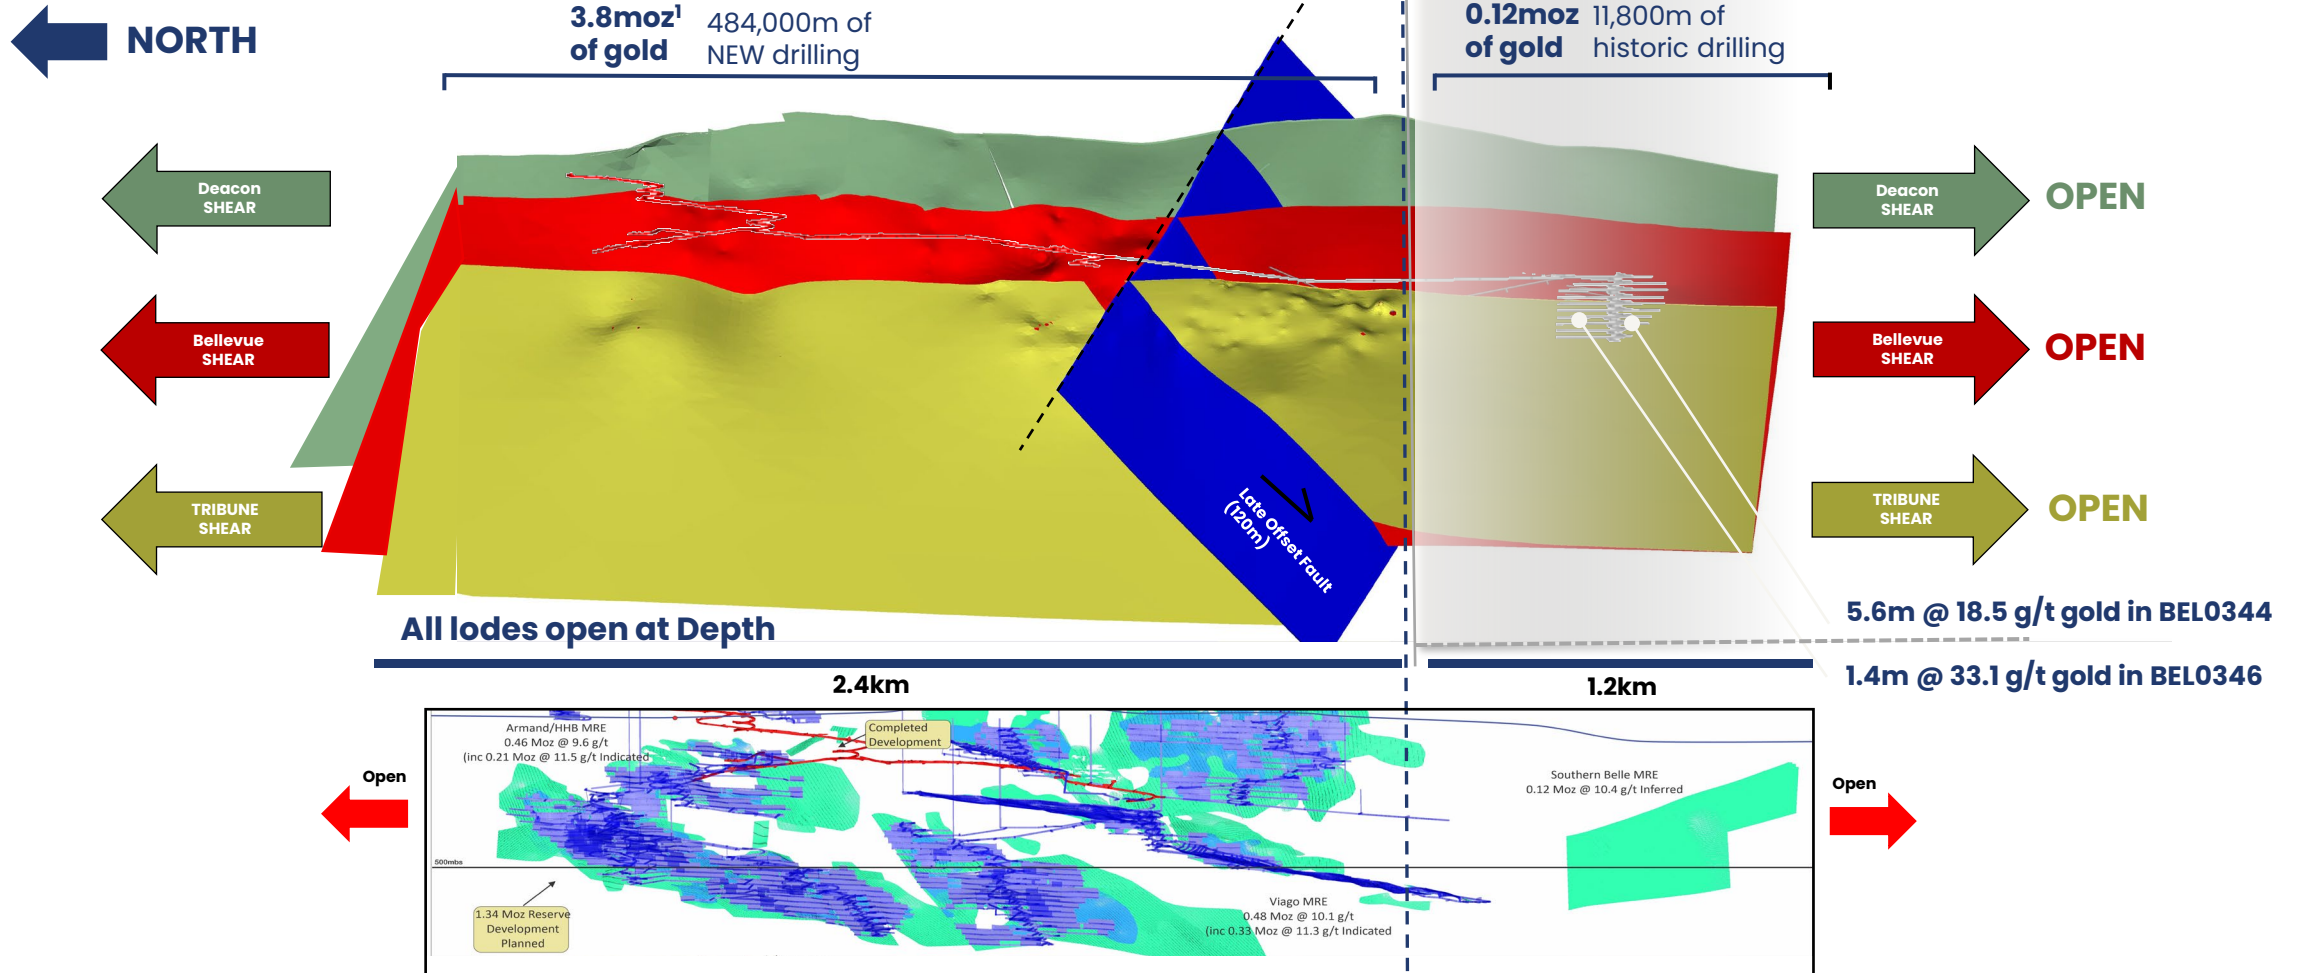 NORTH
3.8moz¹
of gold
484,000m of
NEW drilling
0.12moz
of gold
11,800m of
historic drilling
Deacon
SHEAR
Bellevue
SHEAR
TRIBUNE
SHEAR
Deacon
SHEAR
OPEN
Bellevue
SHEAR
OPEN
TRIBUNE
SHEAR
OPEN
Late Offset Fault
(120m)
5.6m @ 18.5 g/t gold in BEL0344
1.4m @ 33.1 g/t gold in BEL0346
All lodes open at Depth
2.4km
1.2km
Armand/HHB MRE
0.46 Moz @ 9.6 g/t
(inc 0.21 Moz @ 11.5 g/t Indicated
Completed
Development
Southern Belle MRE
0.12 Moz @ 10.4 g/t Inferred
Open
Open
500mbs
1.34 Moz Reserve
Development
Planned
Viago MRE
0.48 Moz @ 10.1 g/t
(inc 0.33 Moz @ 11.3 g/t Indicated